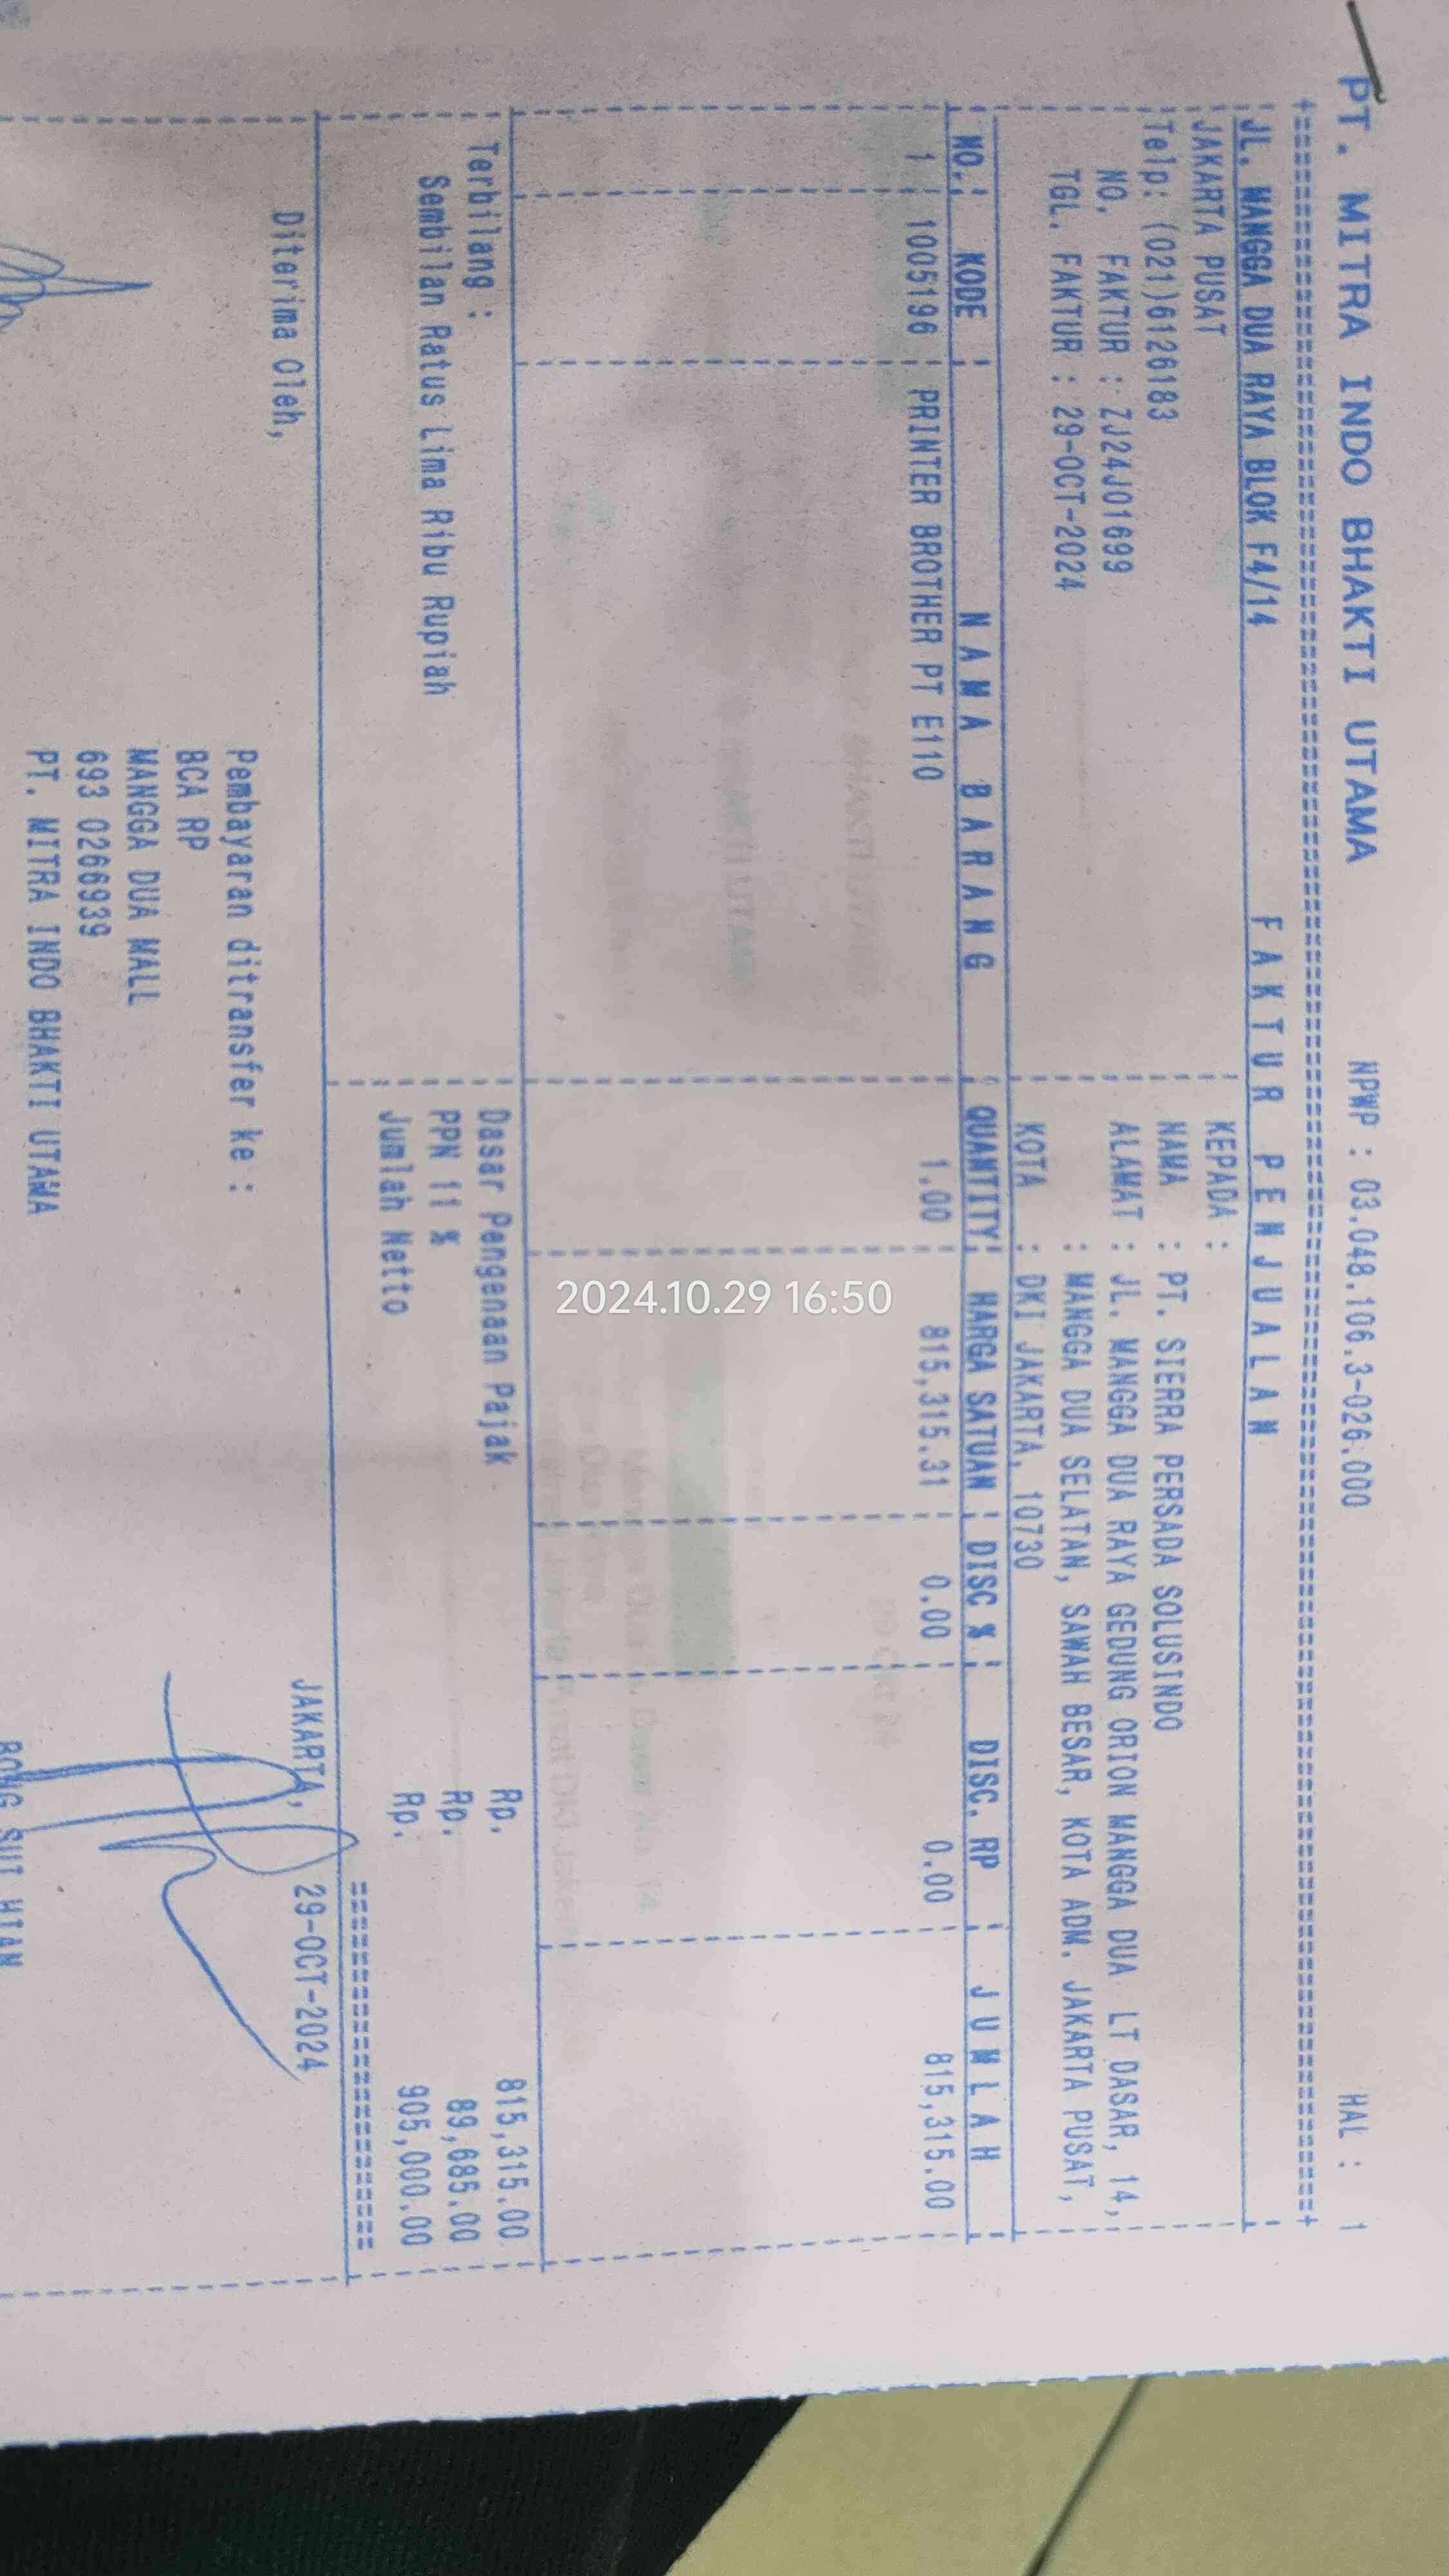 PT. MITRA INDO BHAKTI UTAMA NPWP : 03.048.106.3-026.000 HAL : 1
JL. MANGGA DUA RAYA BLOK F4/14 F A K T U R P E N J U A L A N
JAKARTA PUSAT KEPADA :
Telp: (021)6126183 NAMA : PT. SIERRA PERSADA SOLUSINDO
NO. FAKTUR : ZJ24J01699 ALAMAT : JL. MANGGA DUA RAYA GEDUNG ORION MANGGA DUA LT DASAR, 14,
TGL. FAKTUR : 29-OCT-2024 : MANGGA DUA SELATAN, SAWAH BESAR, KOTA ADM. JAKARTA PUSAT,
KOTA : DKI JAKARTA, 10730
NO. KODE N A M A B A R A N G QUANTITY HARGA SATUAN DISC % DISC. RP J U M L A H
1 1005196 PRINTER BROTHER PT E110 1.00 815,315.31 0.00 0.00 815,315.00
Terbilang : Dasar Pengenaan Pajak Rp. 815,315.00
Sembilan Ratus Lima Ribu Rupiah PPN 11 % Rp. 89,685.00
Jumlah Netto Rp. 905,000.00
Diterima Oleh, JAKARTA, 29-OCT-2024
Pembayaran ditransfer ke :
BCA RP
MANGGA DUA MALL
693 0266939
PT. MITRA INDO BHAKTI UTAMA
BONG SUI HIAN
2024.10.29 16:50